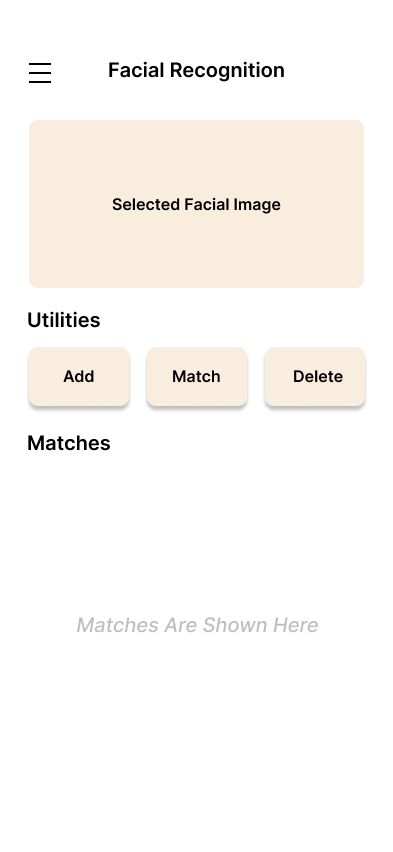 Facial Recognition
Selected Facial Image
Utilities
Add Match Delete
Matches
Matches Are Shown Here